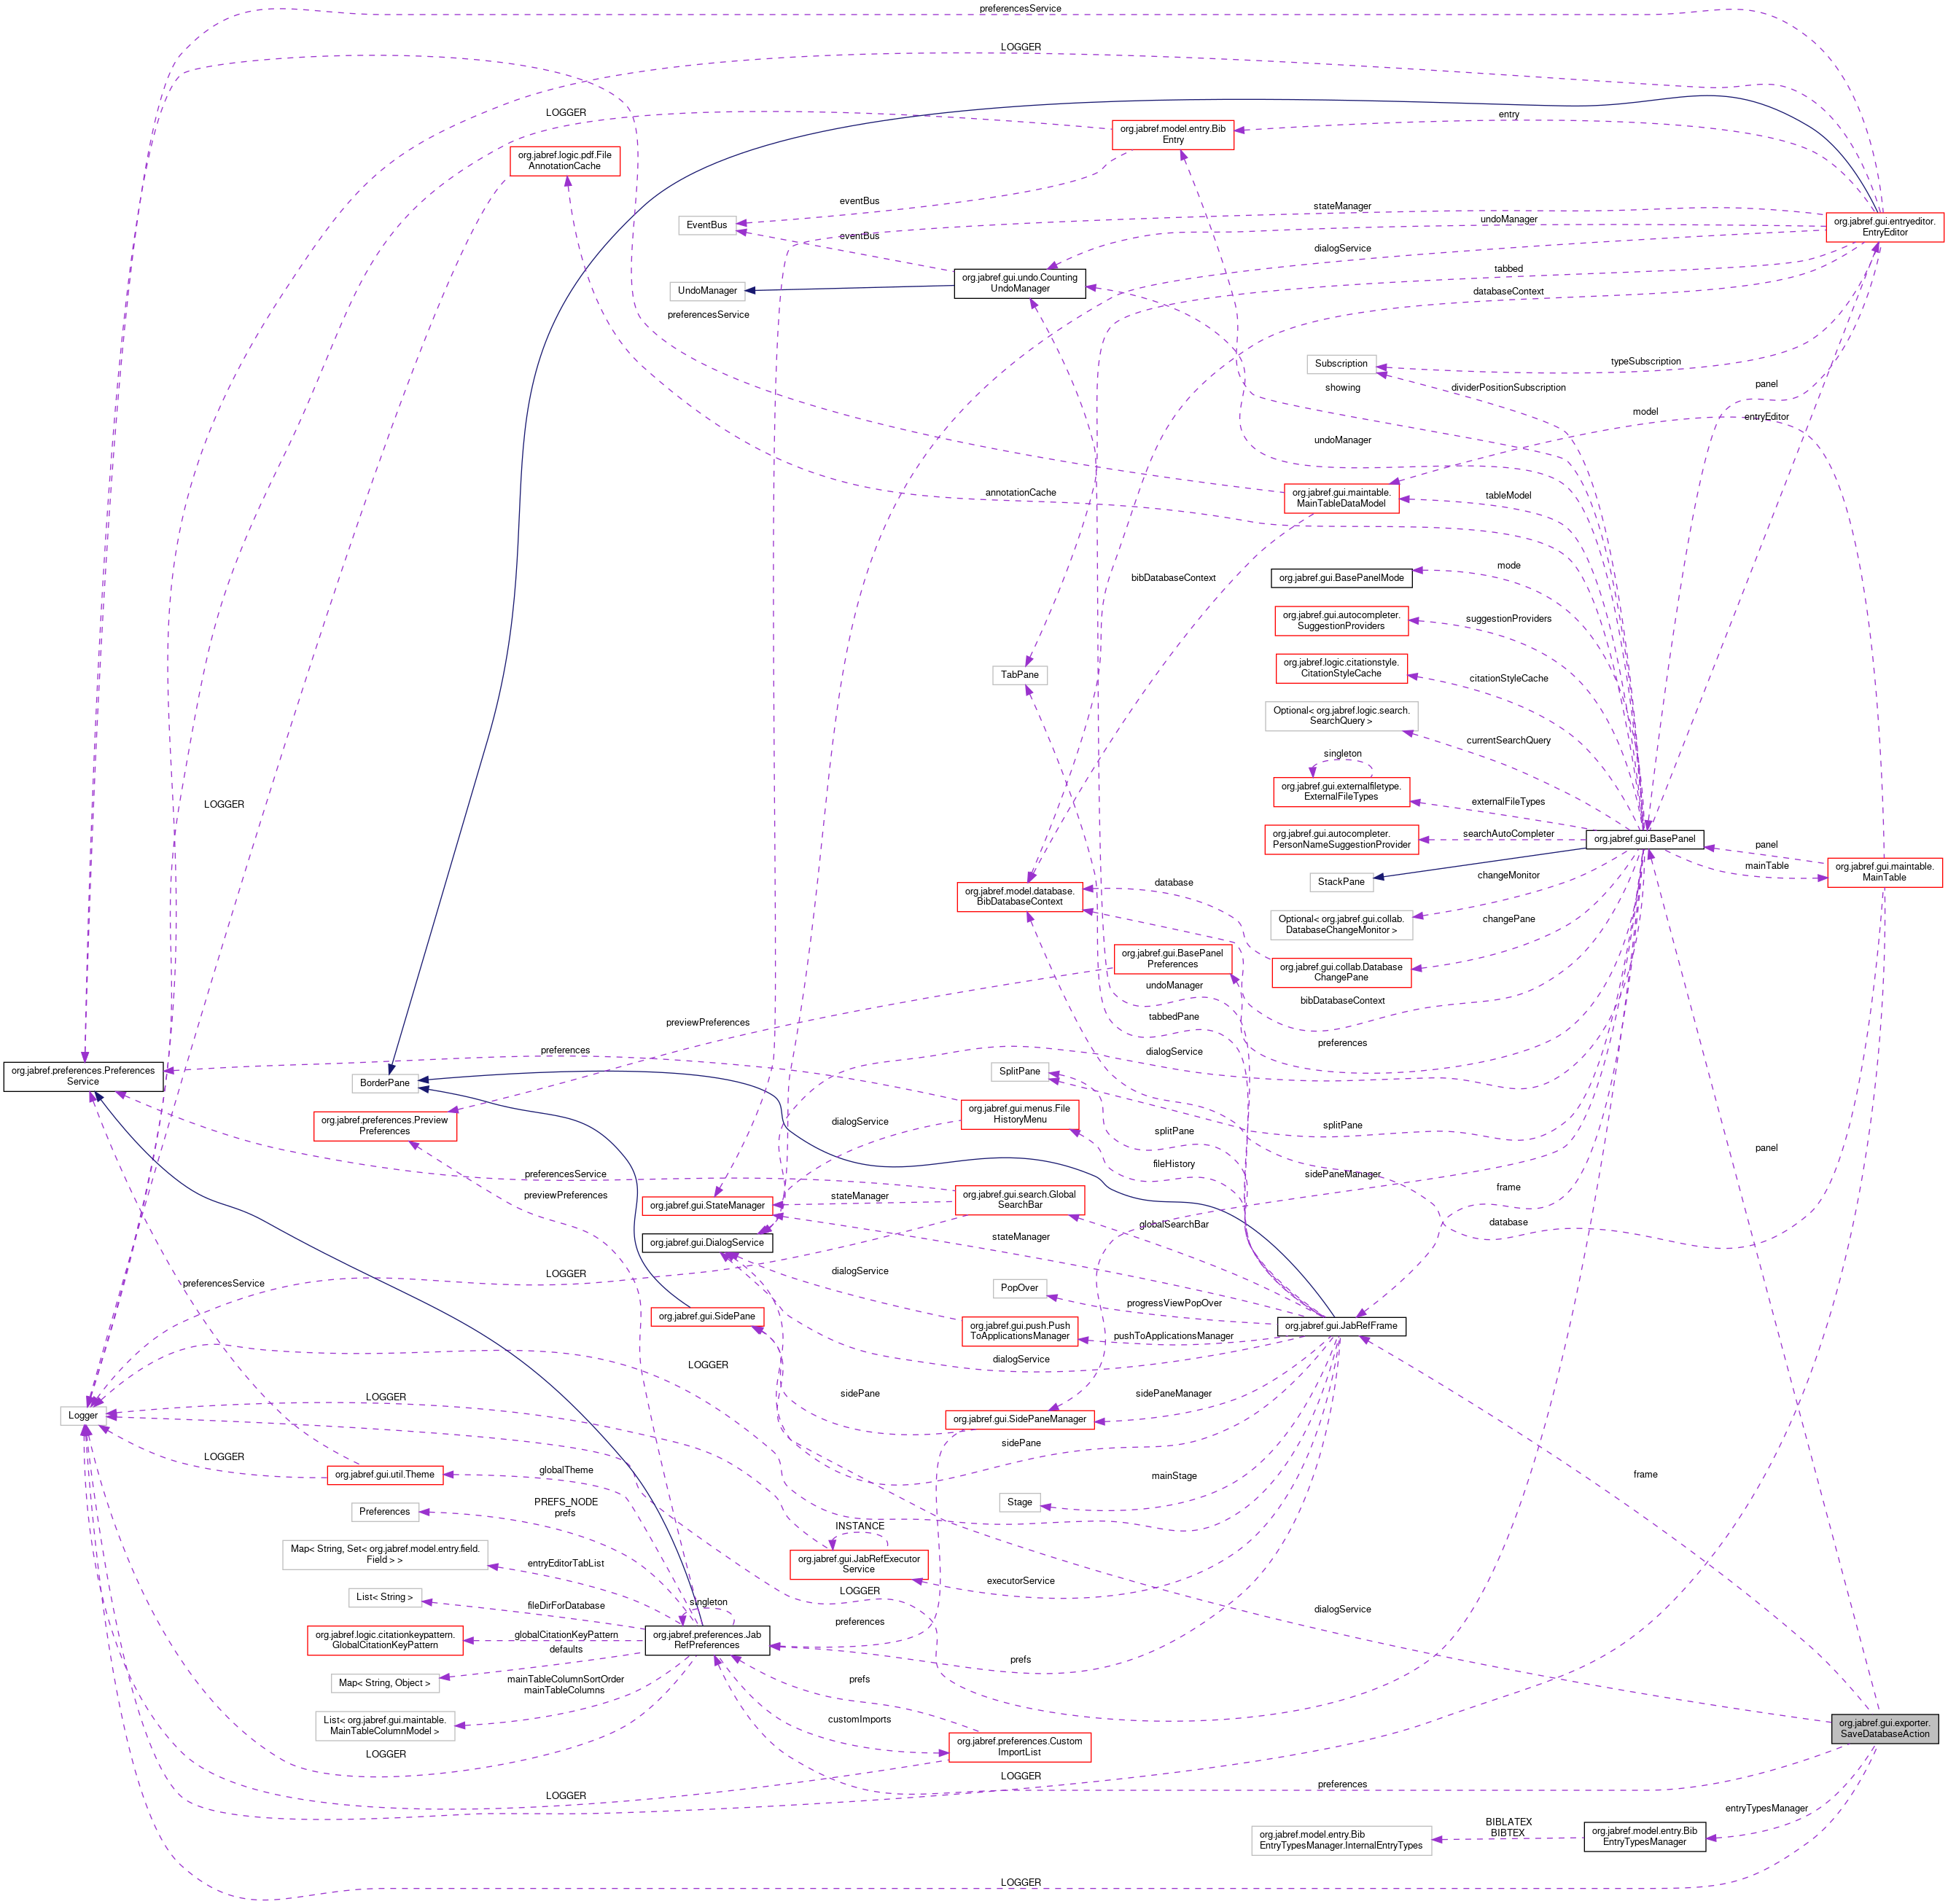 preferencesService
LOGGER
LOGGER
entry
org.jabref.model.entry.Bib
Entry
org.jabref.logic.pdf.File
AnnotationCache
eventBus
stateManager
undoManager
org.jabref.gui.entryeditor.
EntryEditor
EventBus
eventBus
dialogService
tabbed
org.jabref.gui.undo.Counting
UndoManager
UndoManager
databaseContext
preferencesService
Subscription
typeSubscription
showing
dividerPositionSubscription
panel
model
entryEditor
undoManager
annotationCache
org.jabref.gui.maintable.
MainTableDataModel
tableModel
bibDatabaseContext
org.jabref.gui.BasePanelMode
mode
org.jabref.gui.autocompleter.
SuggestionProviders
suggestionProviders
TabPane
org.jabref.logic.citationstyle.
CitationStyleCache
citationStyleCache
Optional< org.jabref.logic.search.
SearchQuery >
currentSearchQuery
singleton
org.jabref.gui.externalfiletype.
ExternalFileTypes
externalFileTypes
LOGGER
org.jabref.gui.autocompleter.
PersonNameSuggestionProvider
searchAutoCompleter
org.jabref.gui.BasePanel
panel
mainTable
org.jabref.gui.maintable.
MainTable
StackPane
changeMonitor
org.jabref.model.database.
BibDatabaseContext
database
Optional< org.jabref.gui.collab.
DatabaseChangeMonitor >
changePane
org.jabref.gui.BasePanel
Preferences
org.jabref.gui.collab.Database
ChangePane
undoManager
bibDatabaseContext
previewPreferences
tabbedPane
preferences
preferences
dialogService
org.jabref.preferences.Preferences
Service
BorderPane
SplitPane
org.jabref.preferences.Preview
Preferences
org.jabref.gui.menus.File
HistoryMenu
dialogService
splitPane
splitPane
fileHistory
preferencesService
previewPreferences
sidePaneManager
panel
org.jabref.gui.StateManager
stateManager
org.jabref.gui.search.Global
SearchBar
frame
globalSearchBar
database
org.jabref.gui.DialogService
stateManager
LOGGER
dialogService
preferencesService
PopOver
progressViewPopOver
org.jabref.gui.SidePane
org.jabref.gui.push.Push
ToApplicationsManager
pushToApplicationsManager
org.jabref.gui.JabRefFrame
dialogService
LOGGER
LOGGER
sidePane
org.jabref.gui.SidePaneManager
sidePaneManager
Logger
sidePane
LOGGER
org.jabref.gui.util.Theme
globalTheme
mainStage
frame
Stage
PREFS_NODE
prefs
Preferences
INSTANCE
Map< String, Set< org.jabref.model.entry.field.
Field > >
entryEditorTabList
org.jabref.gui.JabRefExecutor
Service
executorService
LOGGER
List< String >
fileDirForDatabase
singleton
dialogService
preferences
org.jabref.logic.citationkeypattern.
GlobalCitationKeyPattern
globalCitationKeyPattern
org.jabref.preferences.Jab
RefPreferences
defaults
prefs
Map< String, Object >
mainTableColumnSortOrder
mainTableColumns
prefs
List< org.jabref.gui.maintable.
MainTableColumnModel >
customImports
org.jabref.gui.exporter.
SaveDatabaseAction
org.jabref.preferences.Custom
ImportList
LOGGER
LOGGER
LOGGER
preferences
entryTypesManager
org.jabref.model.entry.Bib
EntryTypesManager.InternalEntryTypes
BIBLATEX
BIBTEX
org.jabref.model.entry.Bib
EntryTypesManager
LOGGER